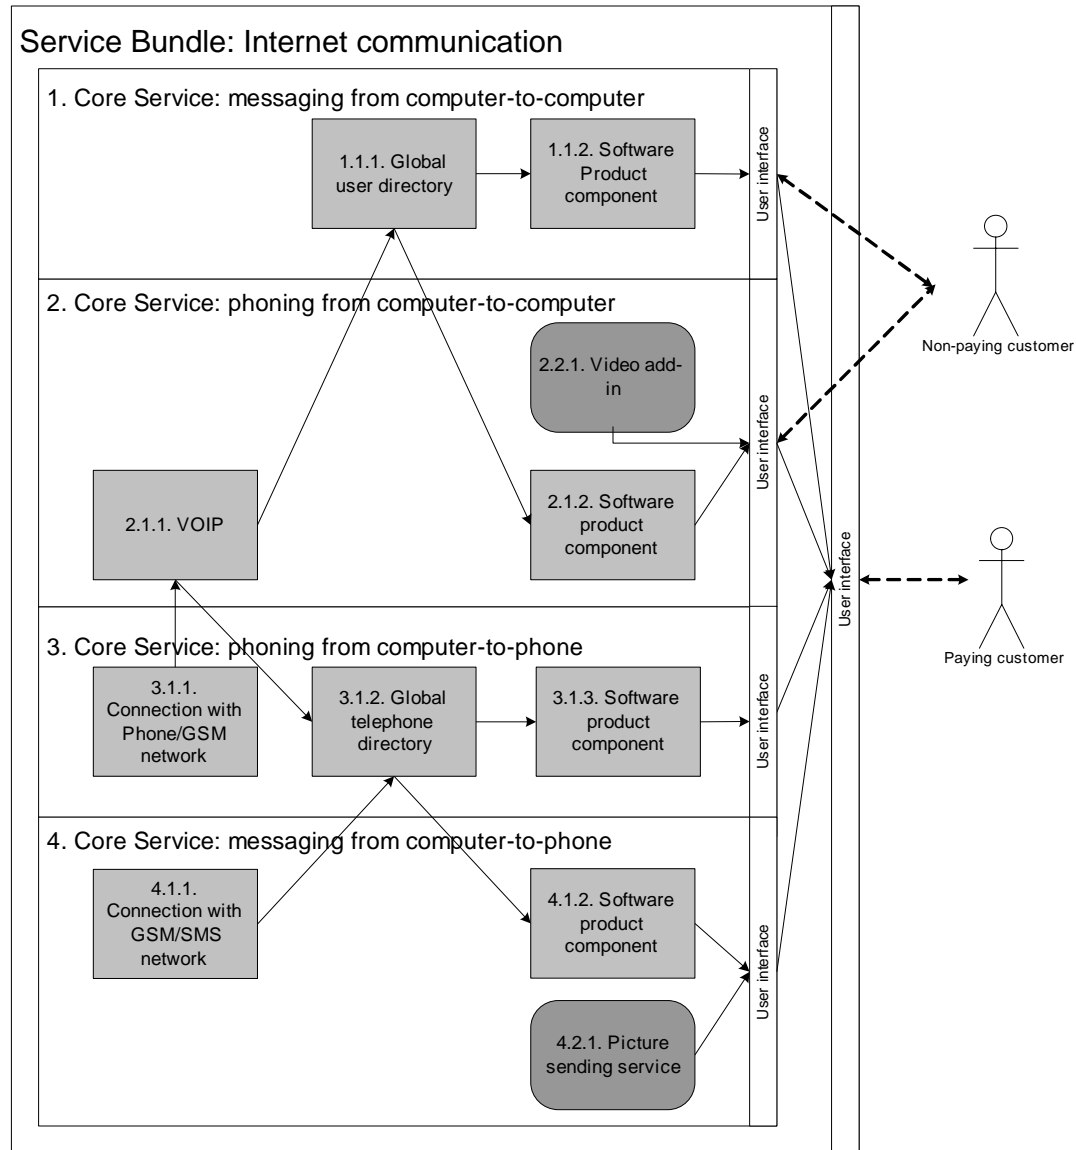 Service Bundle: Internet communication
1. Core Service: messaging from computer-to-computer
1.1.1. Global
user directory
1.1.2. Software
Product
component
User interface
2. Core Service: phoning from computer-to-computer
2.2.1. Video add-
in
2.1.1. VOIP
2.1.2. Software
product
component
User interface
3. Core Service: phoning from computer-to-phone
3.1.1.
Connection with
Phone/GSM
network
3.1.2. Global
telephone
directory
3.1.3. Software
product
component
User interface
4. Core Service: messaging from computer-to-phone
4.1.1.
Connection with
GSM/SMS
network
4.1.2. Software
product
component
4.2.1. Picture
sending service
User interface
User interface
Non-paying customer
Paying customer